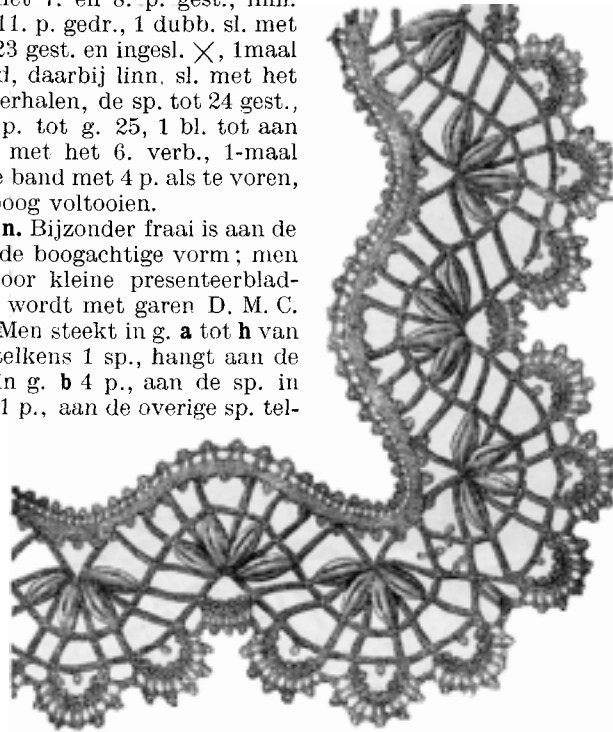 7. en 8. p. gest.,
11. p. gedr., 1 dubb. sl. met
23 gest. en ingesl. ✕, 1maal
daarbij linn. sl. met het
erhalen, de sp. tot 24 gest.,
p. tot g. 25, 1 bl. tot aan
met het 6. verb., 1-maal
e band met 4 p. als te voren,
oog voltooien.
n. Bijzonder fraai is aan de
de boogachtige vorm; men
oor kleine presenteerblad-
wordt met garen D. M. C.
Men steekt in g. a tot h van
telkens 1 sp., hangt aan de
in g. b 4 p., aan de sp. in
1 p., aan de overige sp. tel-